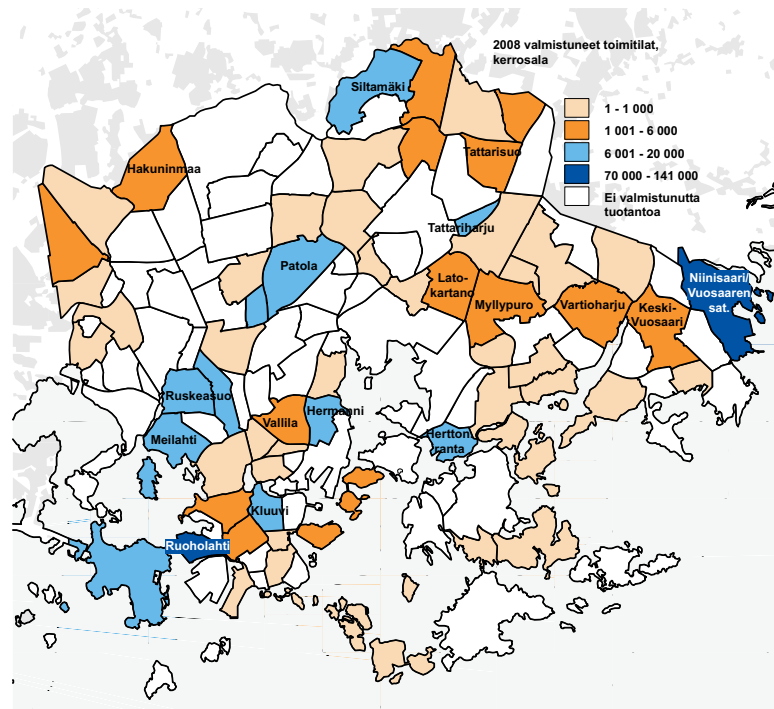 2008 valmistuneet toimitilat,
kerrosala
1 - 1 000
1 001 - 6 000
6 001 - 20 000
70 000 - 141 000
Ei valmistunutta
tuotantoa
Siltamäki
Tattarisuo
Hakuninmaa
Tattariharju
Patola
Lato-
kartano
Myllypuro
Vartioharju
Keski-
Vuosaari
Niinisaari/
Vuosaaren
sat.
Ruskeasuo
Hermanni
Vallila
Meilahti
Hertton.
ranta
Kluuvi
Ruoholahti